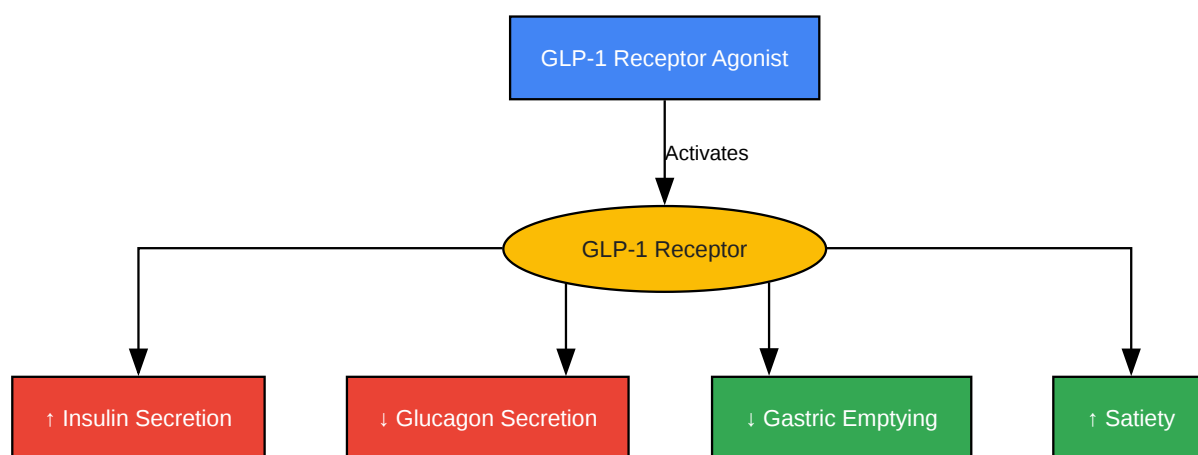 GLP-1 Receptor Agonist
Activates
GLP-1 Receptor
↑ Insulin Secretion
↓ Glucagon Secretion
↓ Gastric Emptying
↑ Satiety